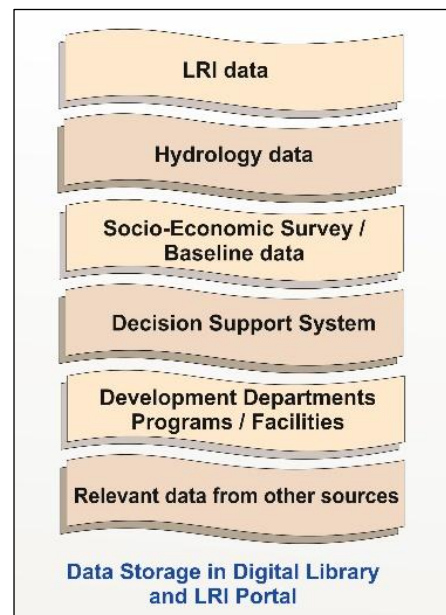 LRI data
Hydrology data
Socio-Economic Survey /
Baseline data
Decision Support System
Development Departments
Programs / Facilities
Relevant data from other sources
Data Storage in Digital Library
and LRI Portal